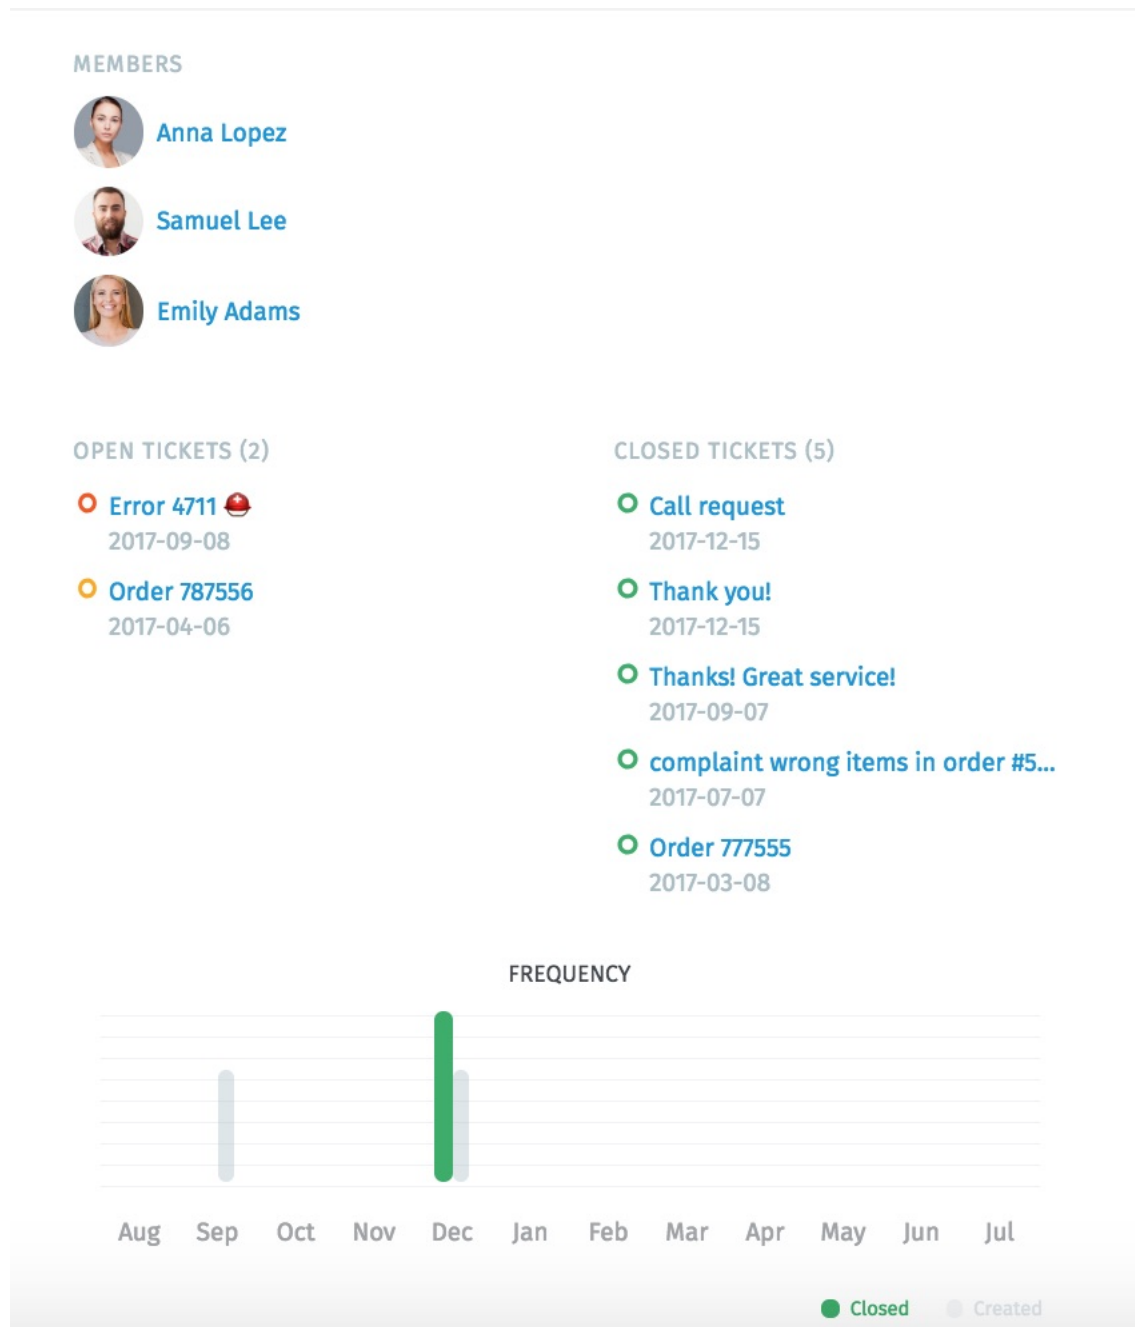 MEMBERS
Anna Lopez
Samuel Lee
Emily Adams
OPEN TICKETS (2)
Error 4711
2017-09-08
Order 787556
2017-04-06
CLOSED TICKETS (5)
Call request
2017-12-15
Thank you!
2017-12-15
Thanks! Great service!
2017-09-07
complaint wrong items in order #5...
2017-07-07
Order 777555
2017-03-08
FREQUENCY
Aug Sep Oct Nov Dec Jan Feb Mar Apr May Jun Jul
Closed Created